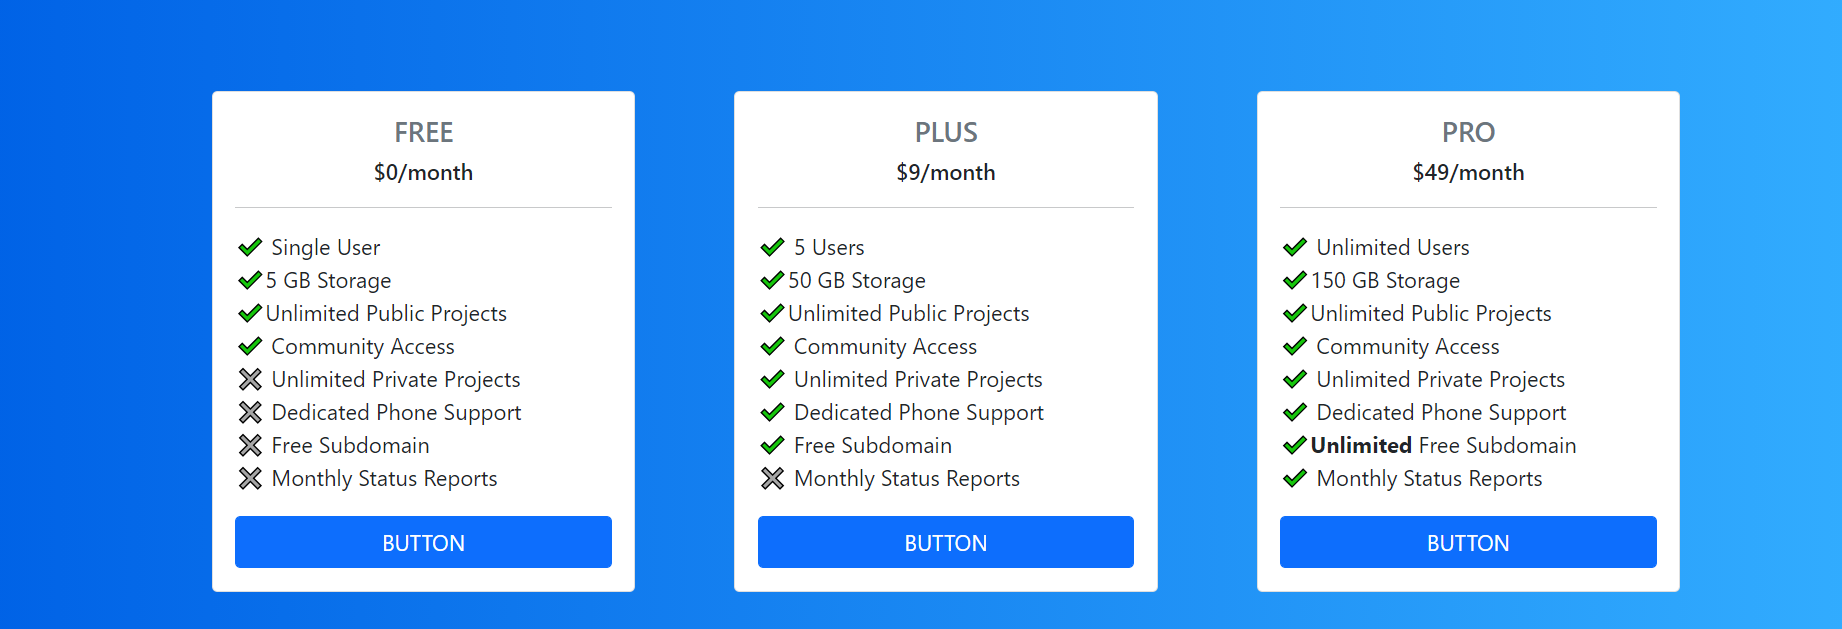 FREE
$0/month
Single User
5 GB Storage
Unlimited Public Projects
Community Access
Unlimited Private Projects
Dedicated Phone Support
Free Subdomain
Monthly Status Reports
BUTTON
PLUS
$9/month
5 Users
50 GB Storage
Unlimited Public Projects
Community Access
Unlimited Private Projects
Dedicated Phone Support
Free Subdomain
Monthly Status Reports
BUTTON
PRO
$49/month
Unlimited Users
150 GB Storage
Unlimited Public Projects
Community Access
Unlimited Private Projects
Dedicated Phone Support
Unlimited Free Subdomain
Monthly Status Reports
BUTTON